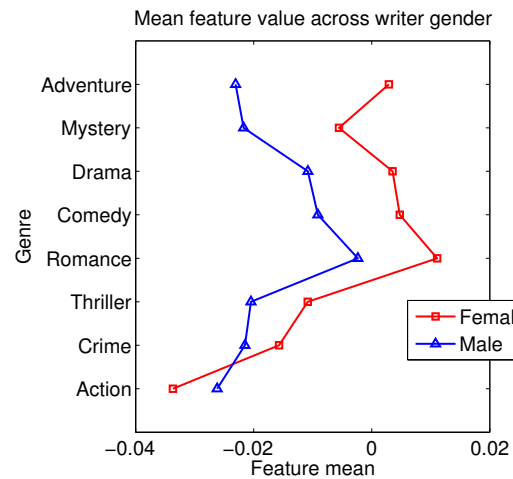 Mean feature value across writer gender
Genre
Adventure
Mystery
Drama
Comedy
Romance
Thriller
Crime
Action
Femal
Male
−0.04
−0.02
0
0.02
Feature mean